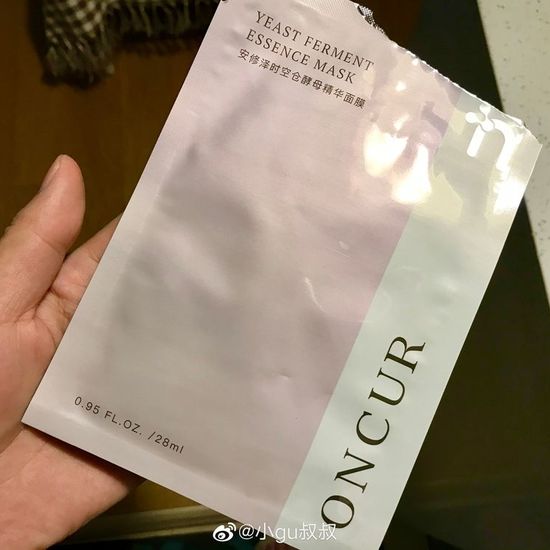 YEAST FERMENT
ESSENCE MASK
安修泽时空仓酵母精华面膜
ONCUR
0.95 FL.OZ. /28ml
@小gu叔叔